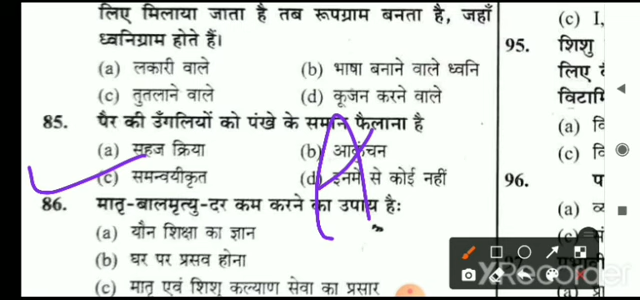 लिए मिलाया जाता है तब रूपग्राम बनता है, जहाँ
ध्वनिग्राम होते हैं।
(a) लकारी वाले (b) भाषा बनाने वाले ध्वनि
(c) तुतलाने वाले (d) कूजन करने वाले
85. पैर की उँगलियों को पंखे के समान फैलाना है
(a) सहज क्रिया (b) आकुंचन
(c) समन्वयीकृत (d) इनमे से कोई नहीं
86. मातृ-बालमृत्यु-दर कम करने का उपाय है:
(a) यौन शिक्षा का ज्ञान
(b) घर पर प्रसव होना
(c) मातृ एवं शिशु कल्याण सेवा का प्रसार
(c) I,
95. शिशु
लिए
विटामि
(a) वि
(c) वि
96. प
(a) व्य
(c)
97.
(a)
A
XRECORDER